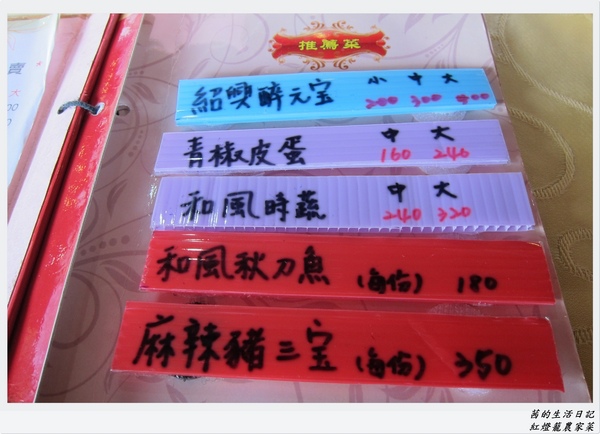 推薦菜
紹興醉元宝 小 中 大
200 300 400
青椒皮蛋 中 大
160 240
和風時蔬 中 大
240 320
和風秋刀魚 (每份) 180
麻辣豬三宝 (每份) 350
大
00
茜的生活日記
紅燈籠農家菜